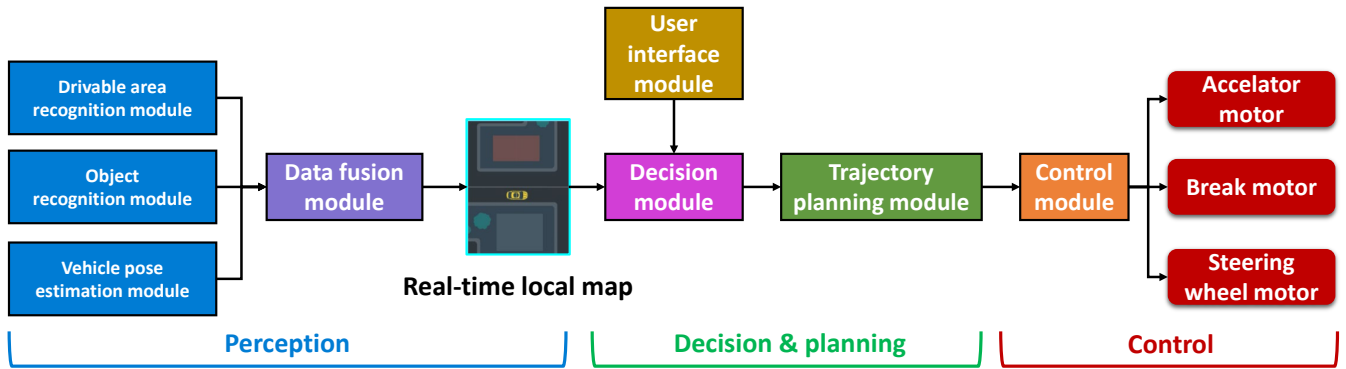 Drivable area
recognition module
Object
recognition module
Vehicle pose
estimation module
Data fusion
module
Real-time local map
User
interface
module
Decision
module
Trajectory
planning module
Control
module
Accelator
motor
Break motor
Steering
wheel motor
Perception
Decision & planning
Control